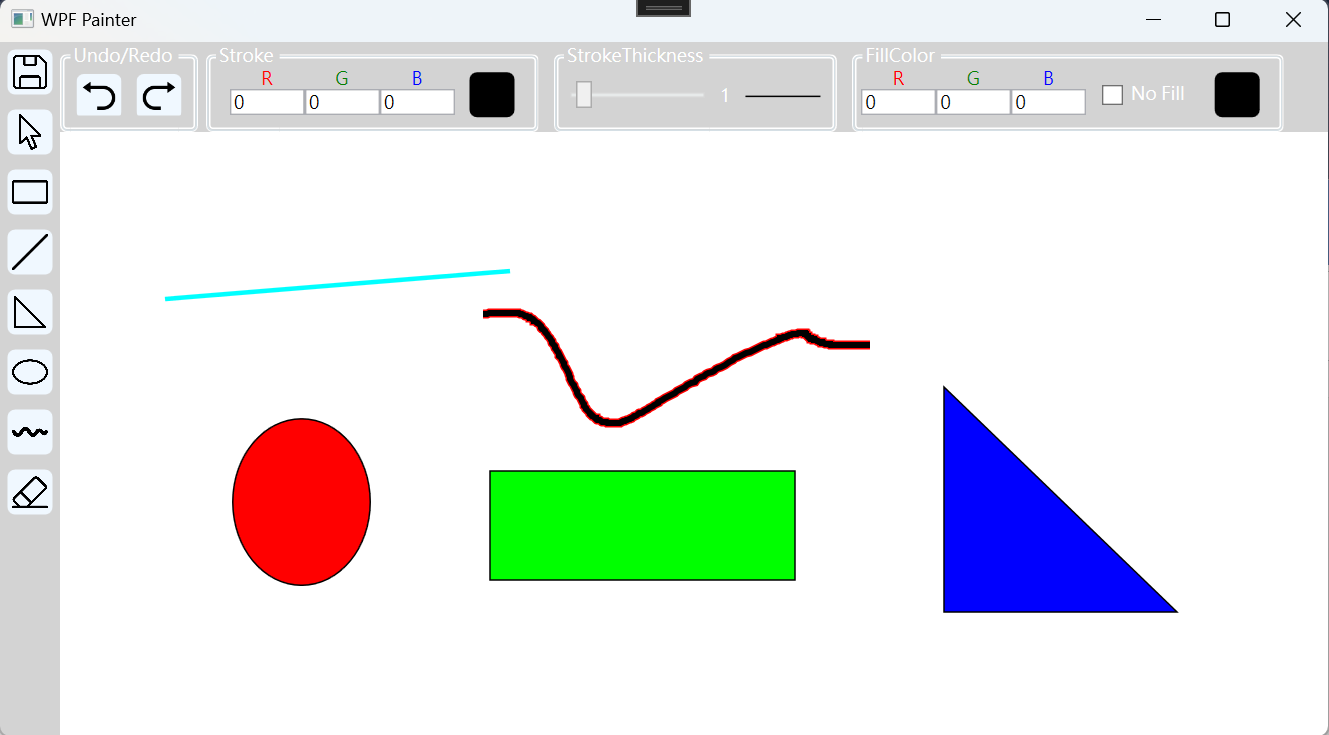 WPF Painter
Undo/Redo
Stroke
R G B
0 0 0
StrokeThickness
1
FillColor
R G B
0 0 0
No Fill